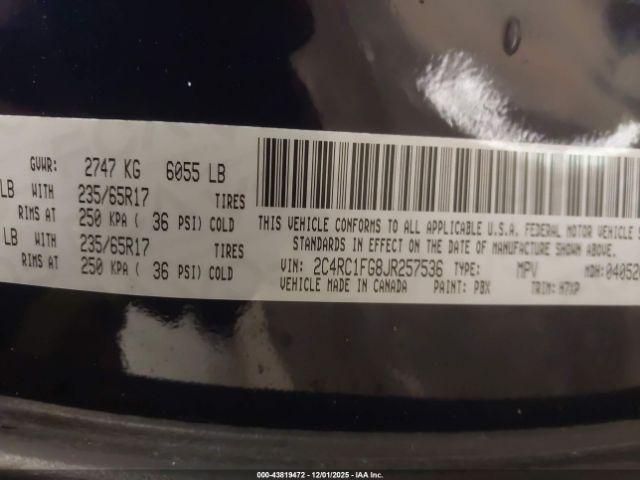 GVWR: 2747 KG 6055 LB
LB WITH 235/65R17 TIRES
RIMS AT 250 KPA ( 36 PSI) COLD
LB WITH 235/65R17 TIRES
RIMS AT 250 KPA ( 36 PSI) COLD
THIS VEHICLE CONFORMS TO ALL APPLICABLE U.S.A. FEDERAL MOTOR VEHICLE S
STANDARDS IN EFFECT ON THE DATE OF MANUFACTURE SHOWN ABOVE.
VIN: 2C4RC1FG8JR257536 TYPE: MPV MDH: 04052
VEHICLE MADE IN CANADA PAINT: PBX TRIM: H7XP
000-43819472 | 12/01/2025 | IAA Inc.